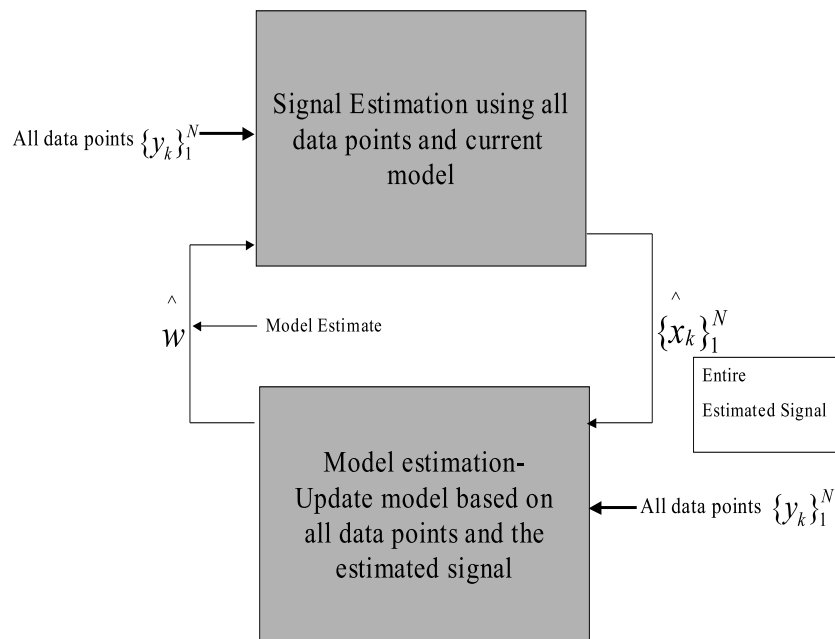 Signal Estimation using all
data points and current
model
All data points {y_k}_1^N
^
w
Model Estimate
^
{x_k}_1^N
Entire
Estimated Signal
Model estimation-
Update model based on
all data points and the
estimated signal
All data points {y_k}_1^N